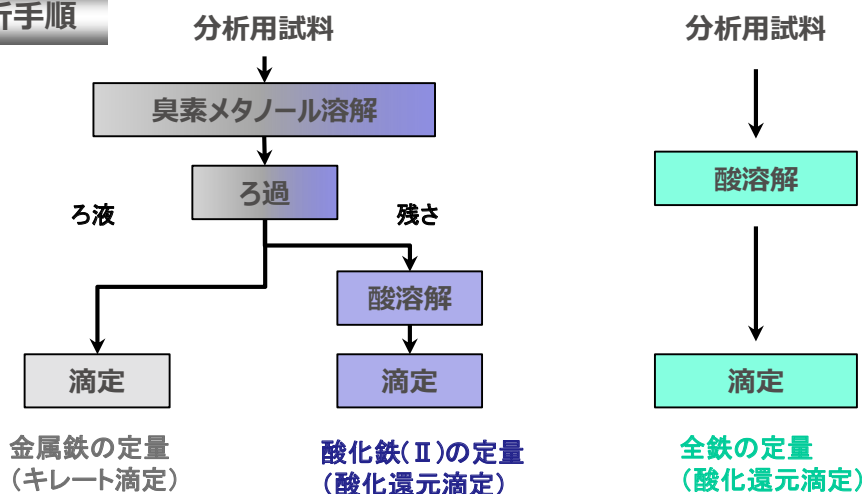 析手順
分析用試料
臭素メタノール溶解
ろ過
ろ液
残さ
酸溶解
滴定
滴定
金属鉄の定量
(キレート滴定)
酸化鉄(Ⅱ)の定量
(酸化還元滴定)
分析用試料
酸溶解
滴定
全鉄の定量
(酸化還元滴定)